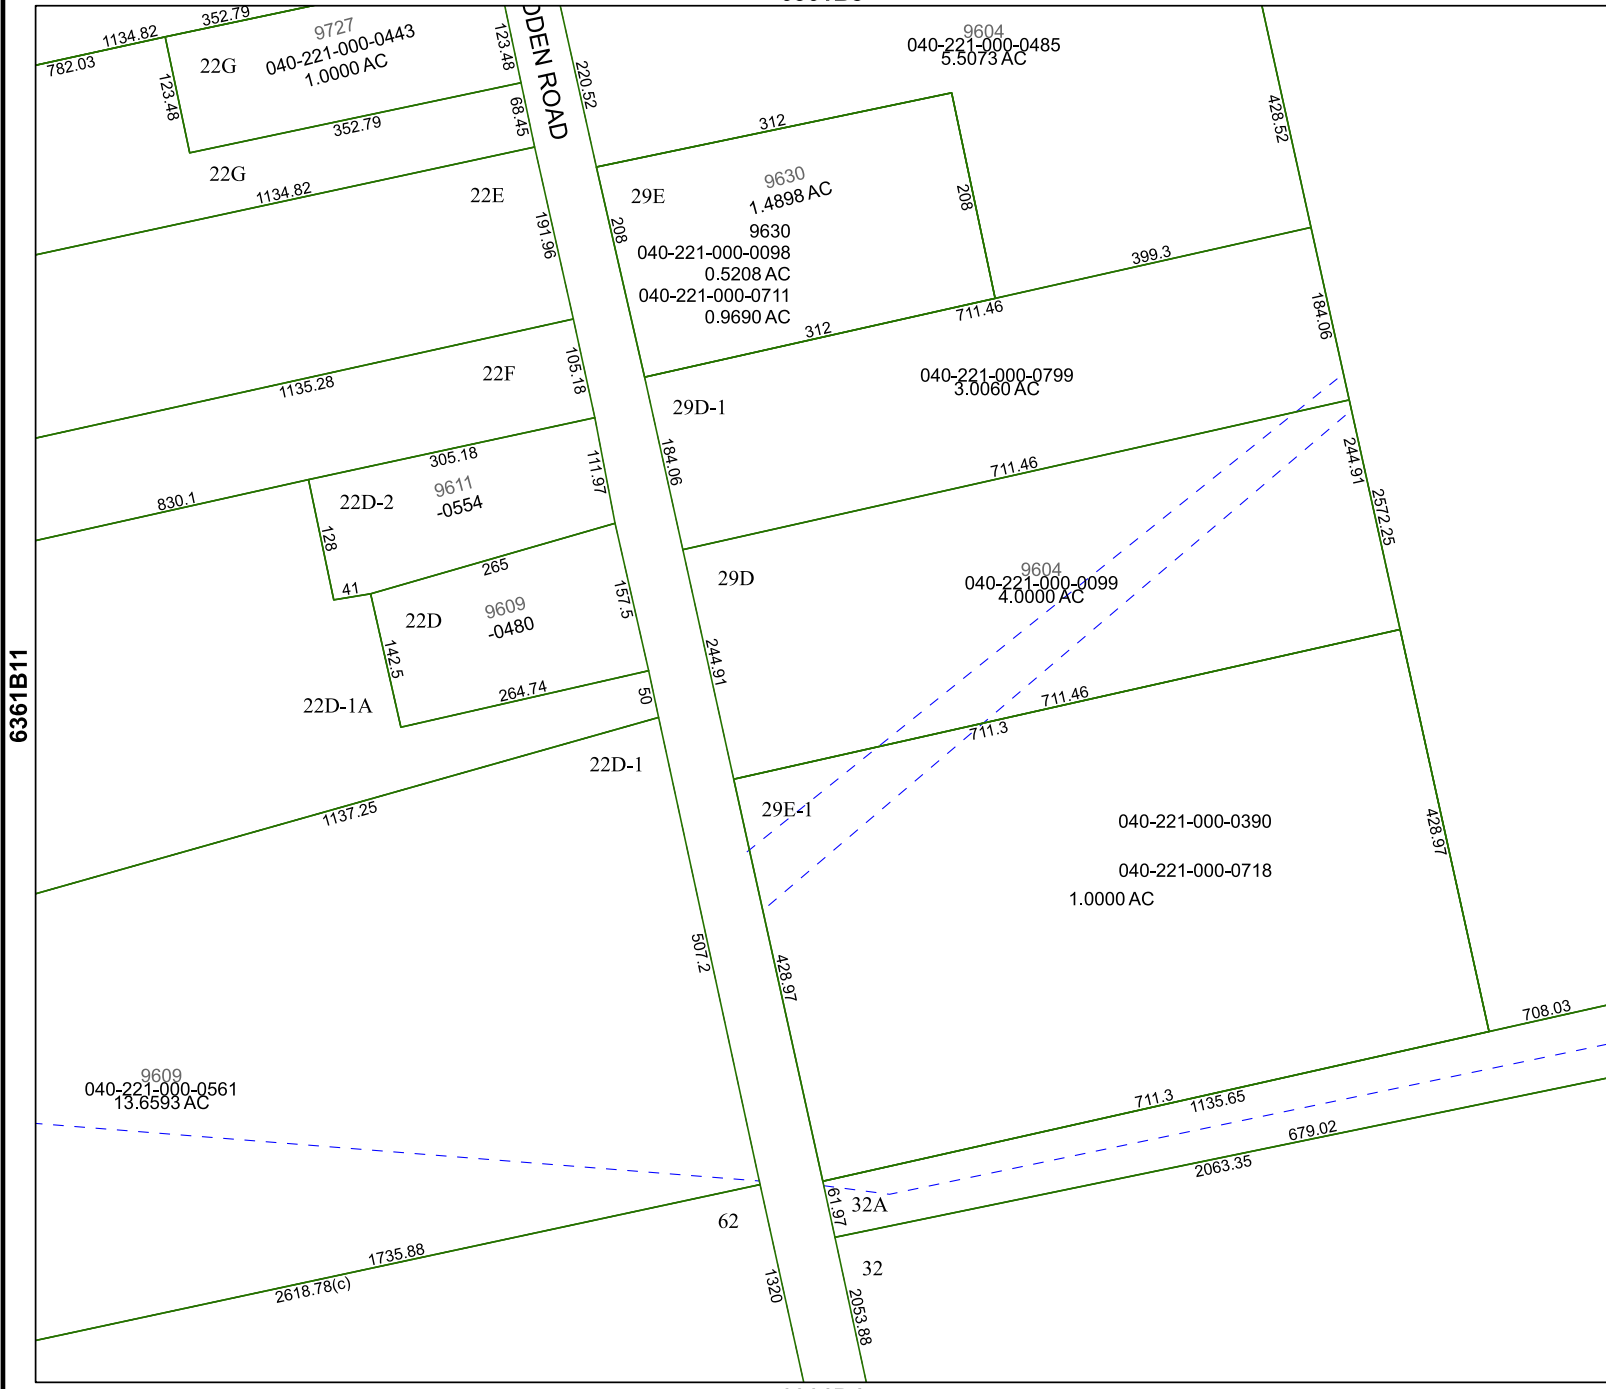 352.79
1134.82
782.03
22G
9727
040-221-000-0443
1.0000 AC
123.48
352.79
123.48
68.45
ODEN ROAD
220.52
9604
040-221-000-0485
5.5073 AC
428.52
22G
1134.82
22E
191.96
312
29E
9630
1.4898 AC
208
208
9630
040-221-000-0098
0.5208 AC
040-221-000-0711
0.9690 AC
399.3
312
711.46
184.06
1135.28
22F
105.18
040-221-000-0799
3.0060 AC
29D-1
184.06
711.46
244.91
2572.25
305.18
830.1
22D-2
9611
-0554
111.97
128
41
265
29D
9604
040-221-000-0099
4.0000 AC
22D
9609
-0480
157.5
142.5
264.74
50
244.91
711.46
711.3
6361B11
22D-1A
22D-1
1137.25
29E-1
040-221-000-0390
040-221-000-0718
1.0000 AC
428.97
507.2
428.97
9609
040-221-000-0561
13.6593 AC
708.03
711.3
1135.65
679.02
2063.35
61.97
32A
62
1735.88
2618.78(c)
32
1320
2053.88